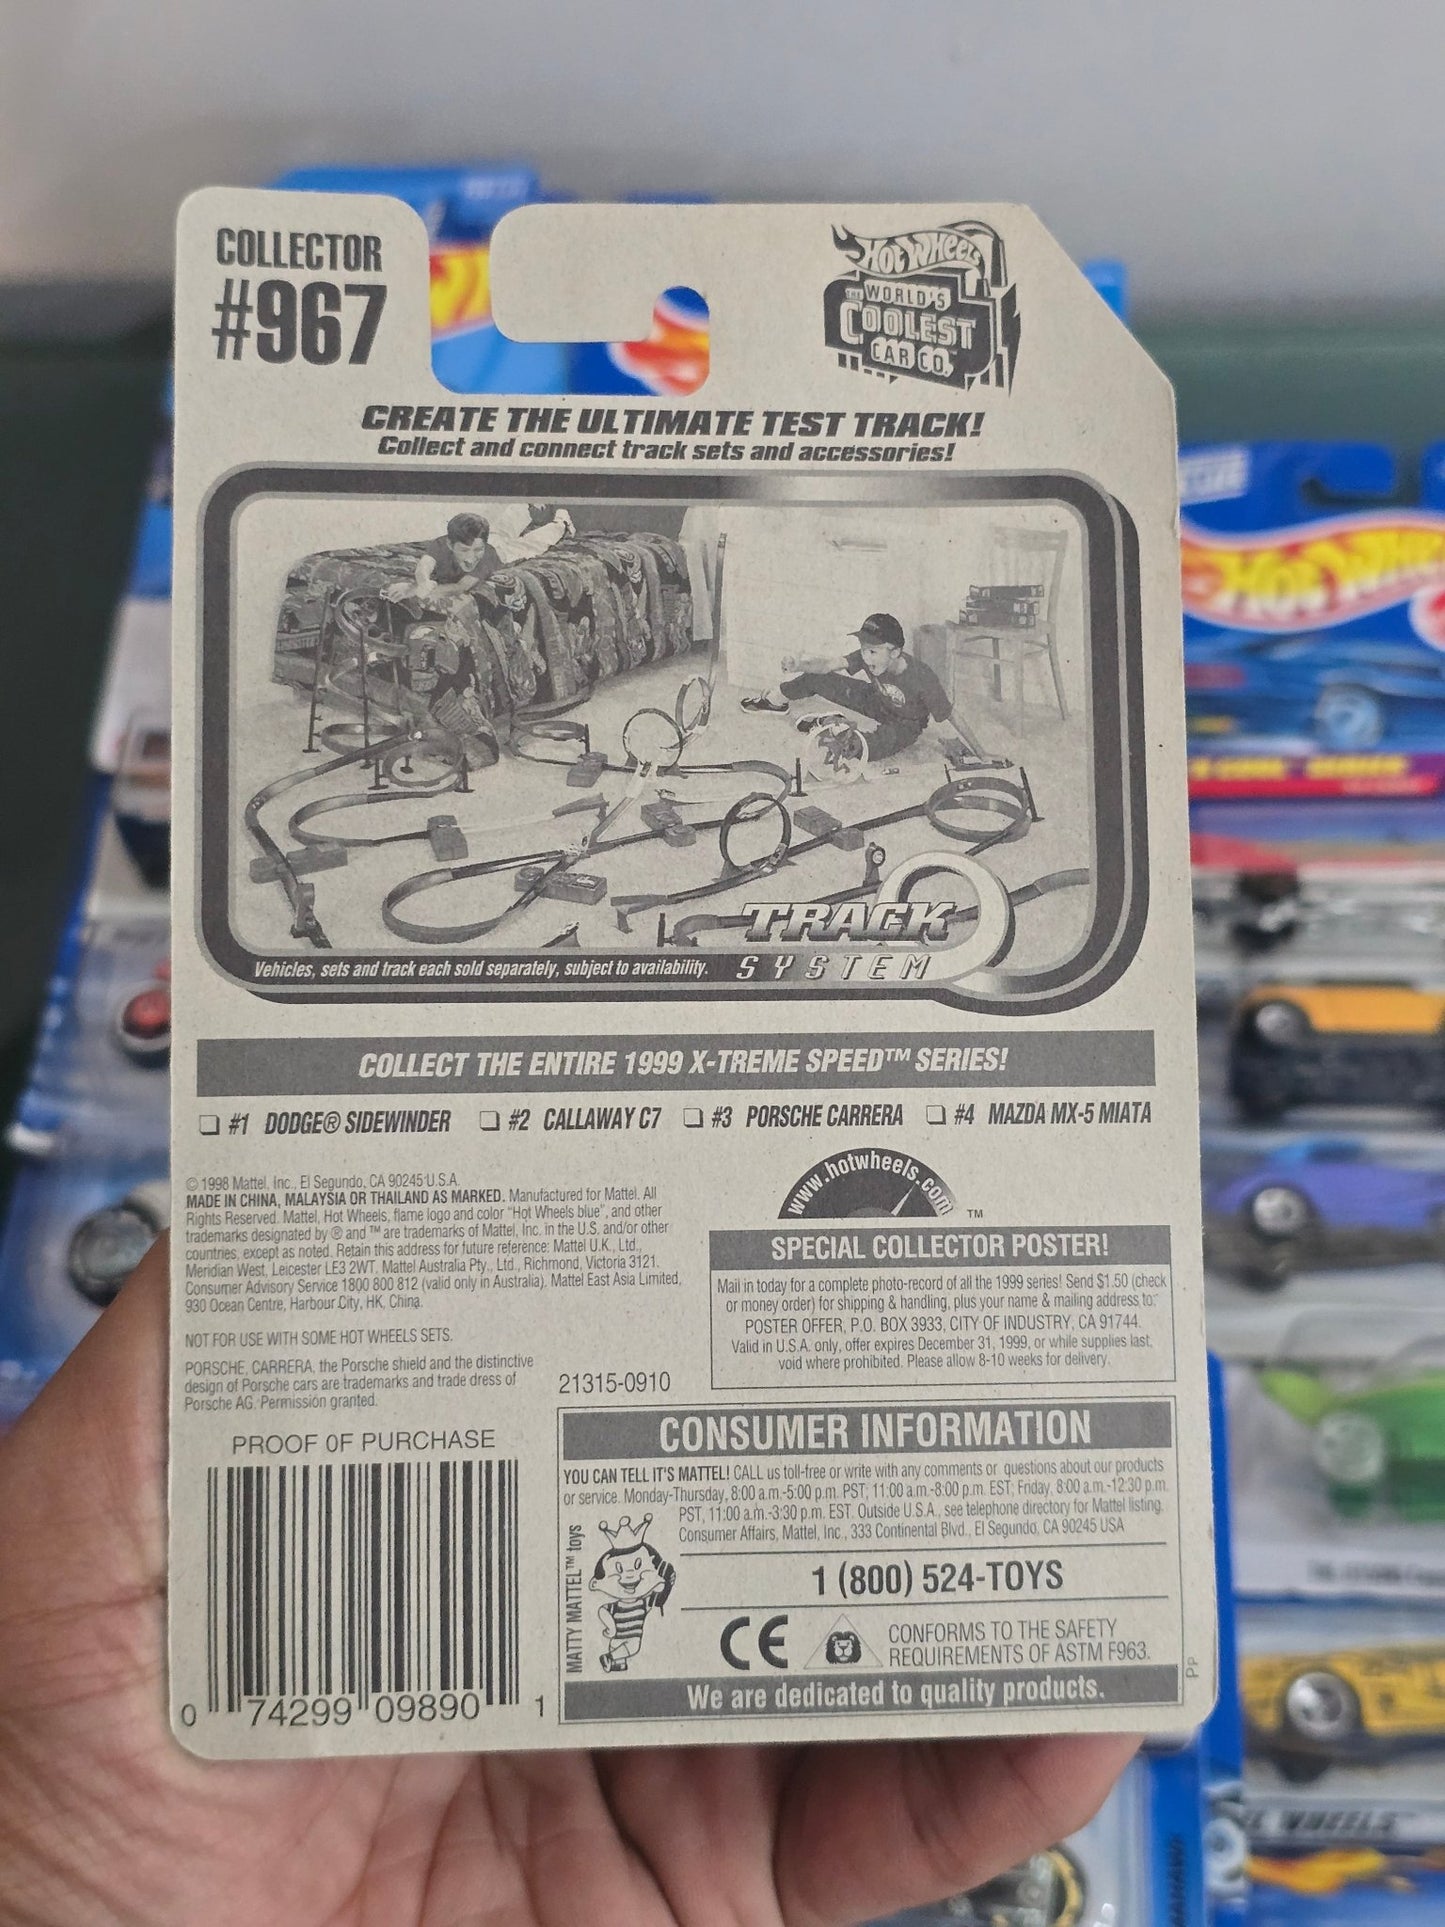 COLLECTOR
#967
HOT WHEELS
THE WORLD'S
COOLEST
CAR CO.™
CREATE THE ULTIMATE TEST TRACK!
Collect and connect track sets and accessories!
TRACK
SYSTEM
Vehicles, sets and track each sold separately, subject to availability.
COLLECT THE ENTIRE 1999 X-TREME SPEED™ SERIES!
❏ #1 DODGE® SIDEWINDER ❏ #2 CALLAWAY C7 ❏ #3 PORSCHE CARRERA ❏ #4 MAZDA MX-5 MIATA
© 1998 Mattel, Inc., El Segundo, CA 90245 U.S.A.
MADE IN CHINA, MALAYSIA OR THAILAND AS MARKED. Manufactured for Mattel. All
Rights Reserved. Mattel, Hot Wheels, flame logo and color "Hot Wheels blue", and other
trademarks designated by ® and ™ are trademarks of Mattel, Inc. in the U.S. and/or other
countries, except as noted. Retain this address for future reference: Mattel U.K., Ltd.,
Meridian West, Leicester LE3 2WT. Mattel Australia Pty., Ltd., Richmond, Victoria 3121.
Consumer Advisory Service 1800 800 812 (valid only in Australia). Mattel East Asia Limited,
930 Ocean Centre, Harbour City, HK, China.
NOT FOR USE WITH SOME HOT WHEELS SETS.
PORSCHE, CARRERA, the Porsche shield and the distinctive
design of Porsche cars are trademarks and trade dress of
Porsche AG. Permission granted.
21315-0910
www.hotwheels.com ™
SPECIAL COLLECTOR POSTER!
Mail in today for a complete photo-record of all the 1999 series! Send $1.50 (check
or money order) for shipping & handling, plus your name & mailing address to:
POSTER OFFER, P.O. BOX 3933, CITY OF INDUSTRY, CA 91744.
Valid in U.S.A. only, offer expires December 31, 1999, or while supplies last,
void where prohibited. Please allow 8-10 weeks for delivery.
PROOF OF PURCHASE
0 74299 09890 1
CONSUMER INFORMATION
YOU CAN TELL IT'S MATTEL! CALL us toll-free or write with any comments or questions about our products
or service. Monday-Thursday, 8:00 a.m.-5:00 p.m. PST; 11:00 a.m.-8:00 p.m. EST; Friday, 8:00 a.m.-12:30 p.m.
PST, 11:00 a.m.-3:30 p.m. EST. Outside U.S.A., see telephone directory for Mattel listing.
Consumer Affairs, Mattel, Inc., 333 Continental Blvd., El Segundo, CA 90245 USA
MATTY MATTEL™ toys
1 (800) 524-TOYS
CE
CONFORMS TO THE SAFETY
REQUIREMENTS OF ASTM F963.
We are dedicated to quality products.
PP
HOT WHEELS
WHEELS